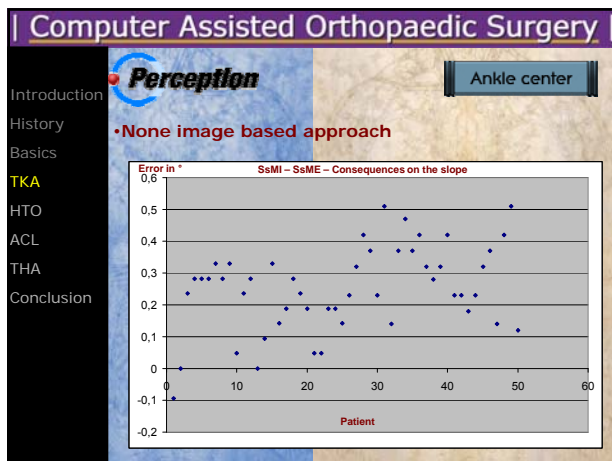 | Computer Assisted Orthopaedic Surgery |
Perception
Ankle center
Introduction
History
Basics
TKA
HTO
ACL
THA
Conclusion
•None image based approach
Error in °
SsMI – SsME – Consequences on the slope
0,6
0,5
0,4
0,3
0,2
0,1
0
-0,1
-0,2
0 10 20 30 40 50 60
Patient